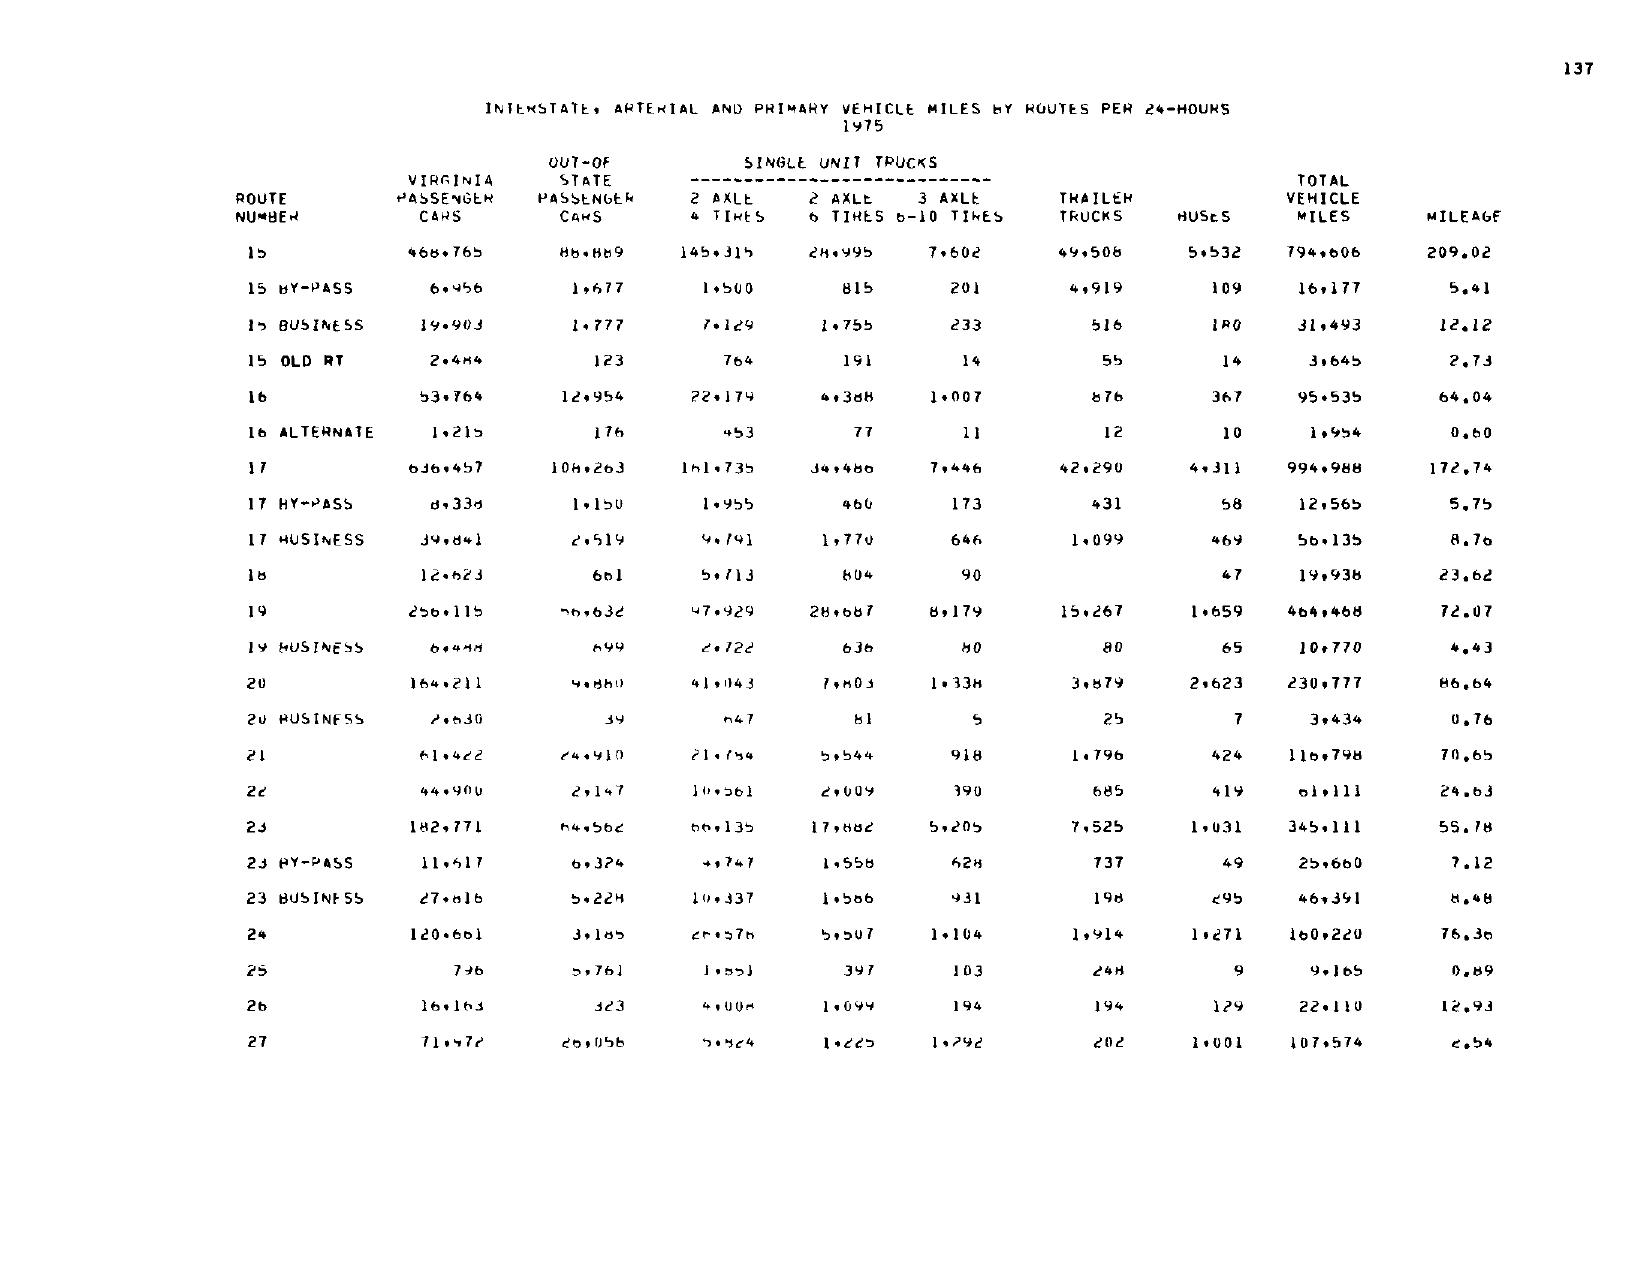 137
INTERSTATE, ARTERIAL AND PRIMARY VEHICLE MILES BY ROUTES PER 24-HOURS
1975
OUT-OF SINGLE UNIT TRUCKS
VIRGINIA STATE ---------------------------- TOTAL
ROUTE PASSENGER PASSENGER 2 AXLE 2 AXLE 3 AXLE TRAILER VEHICLE
NUMBER CARS CARS 4 TIRES 6 TIRES 6-10 TIRES TRUCKS BUSES MILES MILEAGE
15 468,765 88,889 145,315 28,995 7,602 49,508 5,532 794,606 209.02
15 BY-PASS 6,956 1,677 1,500 815 201 4,919 109 16,177 5.41
15 BUSINESS 19,903 1,777 7,129 1,755 233 516 180 31,493 12.12
15 OLD RT 2,484 123 764 191 14 55 14 3,645 2.73
16 53,764 12,954 22,179 4,388 1,007 876 367 95,535 64.04
16 ALTERNATE 1,215 176 453 77 11 12 10 1,954 0.60
17 636,457 108,263 161,735 34,486 7,446 42,290 4,311 994,988 172.74
17 BY-PASS 8,338 1,150 1,955 460 173 431 58 12,565 5.75
17 BUSINESS 39,841 2,519 9,791 1,770 646 1,099 469 56,135 8.76
18 12,623 661 5,713 804 90 47 19,938 23.62
19 256,115 56,632 97,929 28,687 8,179 15,267 1,659 464,468 72.07
19 BUSINESS 6,488 699 2,722 636 80 80 65 10,770 4.43
20 164,211 9,880 41,043 7,803 1,338 3,879 2,623 230,777 86.64
20 BUSINESS 2,630 39 647 81 5 25 7 3,434 0.76
21 61,422 24,910 21,784 5,544 918 1,796 424 116,798 70.65
22 44,900 2,147 10,561 2,009 390 685 419 61,111 24.63
23 182,771 64,562 66,135 17,882 5,205 7,525 1,031 345,111 55.78
23 BY-PASS 11,617 6,324 4,747 1,558 628 737 49 25,660 7.12
23 BUSINESS 27,816 5,228 10,337 1,586 931 198 295 46,391 8.48
24 120,661 3,185 26,578 5,507 1,104 1,914 1,271 160,220 76.36
25 796 5,761 1,851 397 103 248 9 9,165 0.89
26 16,163 323 4,008 1,099 194 194 129 22,110 12.93
27 71,972 26,058 5,824 1,225 1,292 202 1,001 107,574 2.54